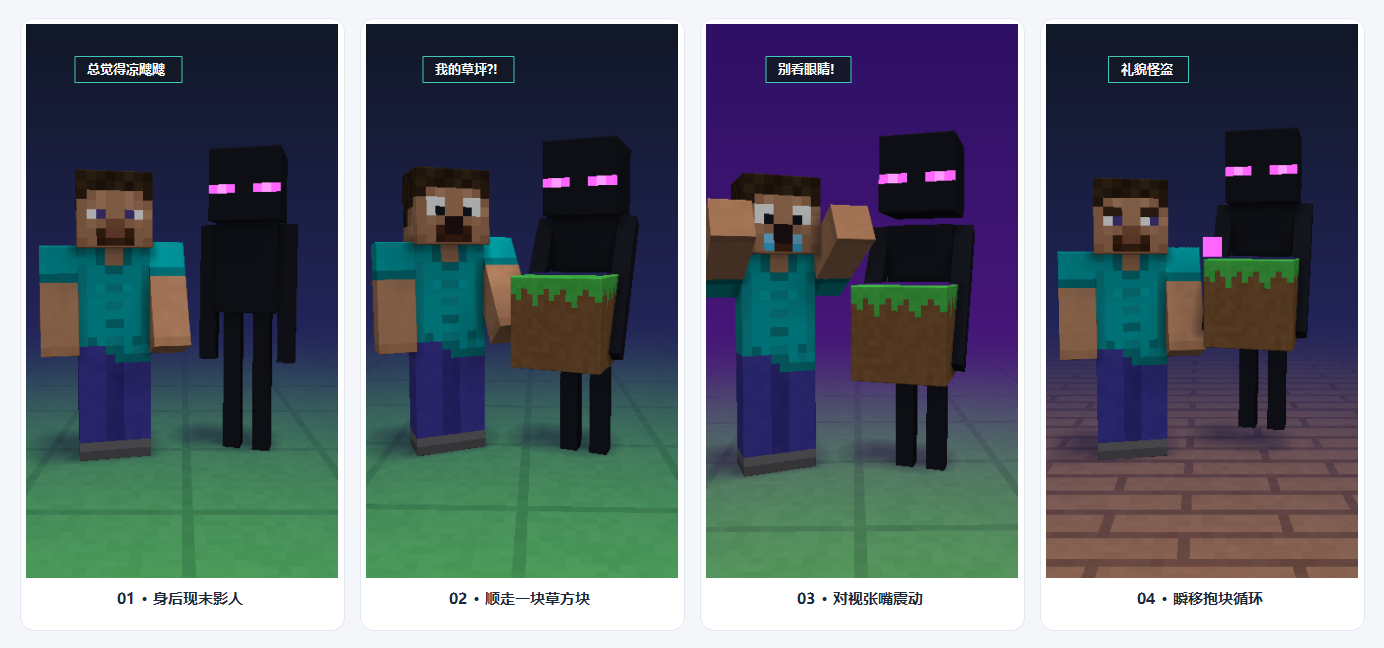 总觉得凉飕飕
我的草坪?!
别看眼睛!
礼貌怪盗
01 • 身后现末影人
02 • 顺走一块草方块
03 • 对视张嘴震动
04 • 瞬移抱块循环